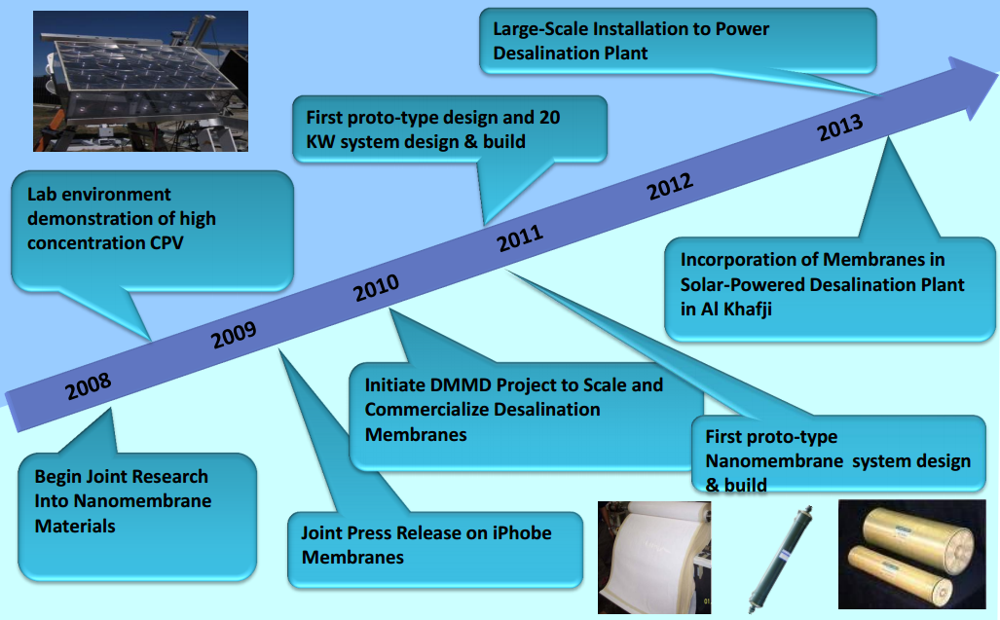 Large-Scale Installation to Power
Desalination Plant
First proto-type design and 20
KW system design & build
Lab environment
demonstration of high
concentration CPV
2008
2009
2010
2011
2012
2013
Incorporation of Membranes in
Solar-Powered Desalination Plant
in Al Khafji
Initiate DMMD Project to Scale and
Commercialize Desalination
Membranes
First proto-type
Nanomembrane system design
& build
Begin Joint Research
Into Nanomembrane
Materials
Joint Press Release on iPhobe
Membranes